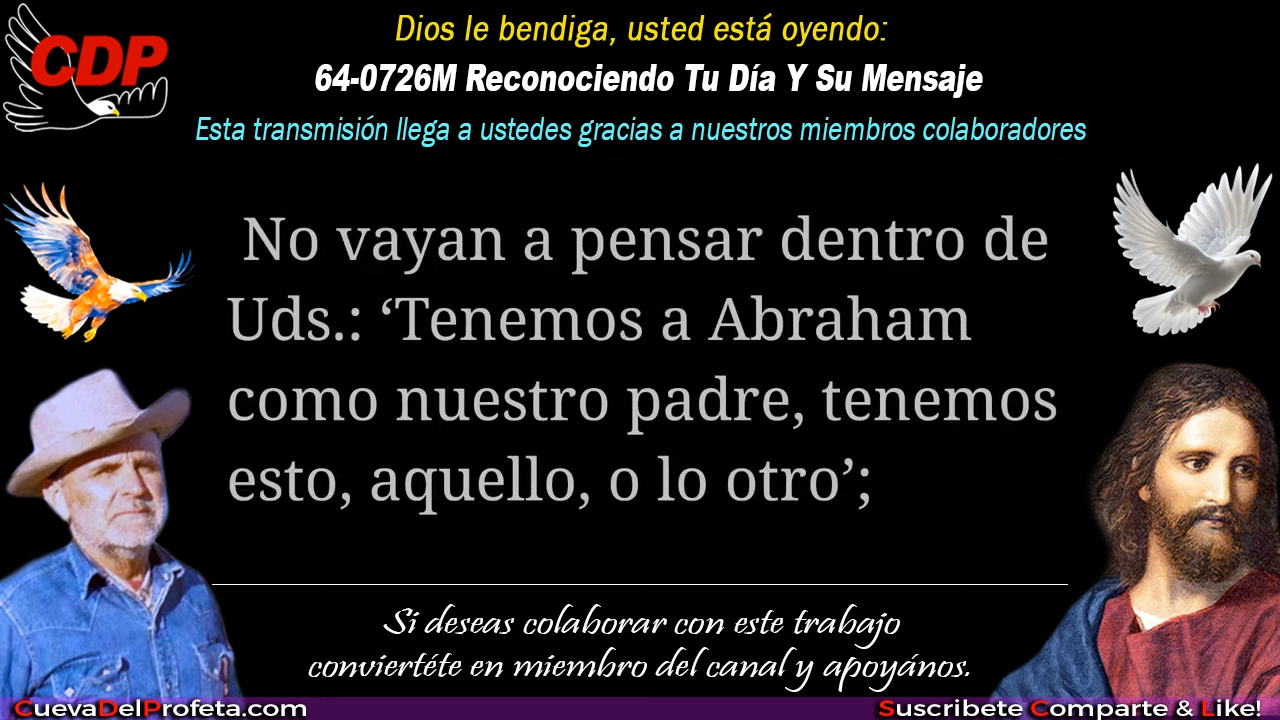 CDP
Dios le bendiga, usted está oyendo:
64-0726M Reconociendo Tu Día Y Su Mensaje
Esta transmisión llega a ustedes gracias a nuestros miembros colaboradores
No vayan a pensar dentro de
Uds.: ‘Tenemos a Abraham
como nuestro padre, tenemos
esto, aquello, o lo otro’;
Si deseas colaborar con este trabajo
conviertéte en miembro del canal y apoyános.
CuevaDelProfeta.com
Suscribete Comparte & Like!